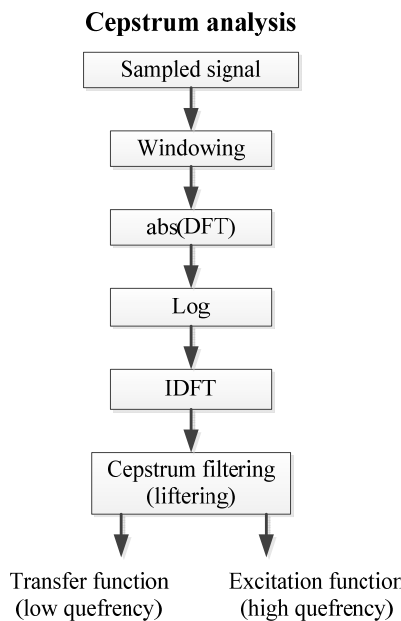 Cepstrum analysis
Sampled signal
Windowing
abs(DFT)
Log
IDFT
Cepstrum filtering
(liftering)
Transfer function
(low quefrency)
Excitation function
(high quefrency)